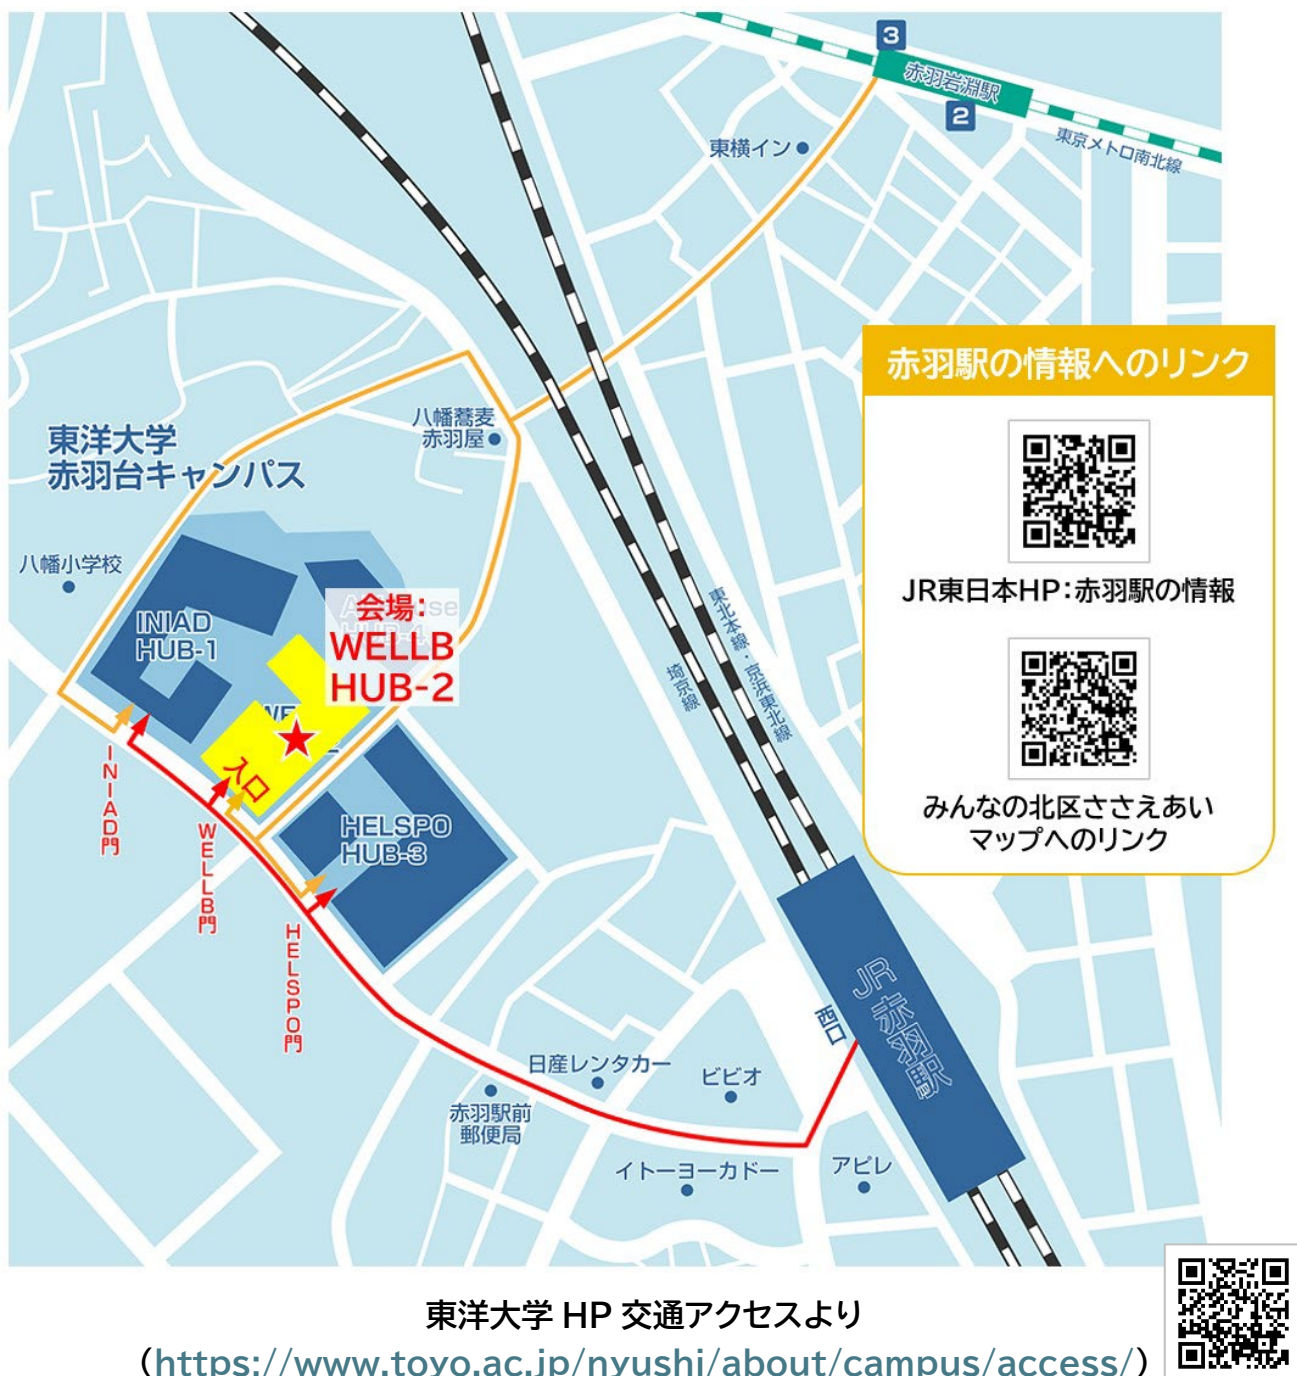 3
赤羽岩淵駅
2
東京メトロ南北線
東横イン
赤羽駅の情報へのリンク
JR東日本HP：赤羽駅の情報
みんなの北区ささえあい
マップへのリンク
八幡蕎麦
赤羽屋
東洋大学
赤羽台キャンパス
八幡小学校
INIAD
HUB-1
会場：
WELLB
HUB-2
入口
HELSPO
HUB-3
INIAD門
WELLB門
HELSPO門
東北本線・京浜東北線
埼京線
JR赤羽駅
西口
日産レンタカー
ビビオ
赤羽駅前
郵便局
イトーヨーカドー
アピレ
東洋大学 HP 交通アクセスより
(https://www.toyo.ac.jp/nyushi/about/campus/access/)